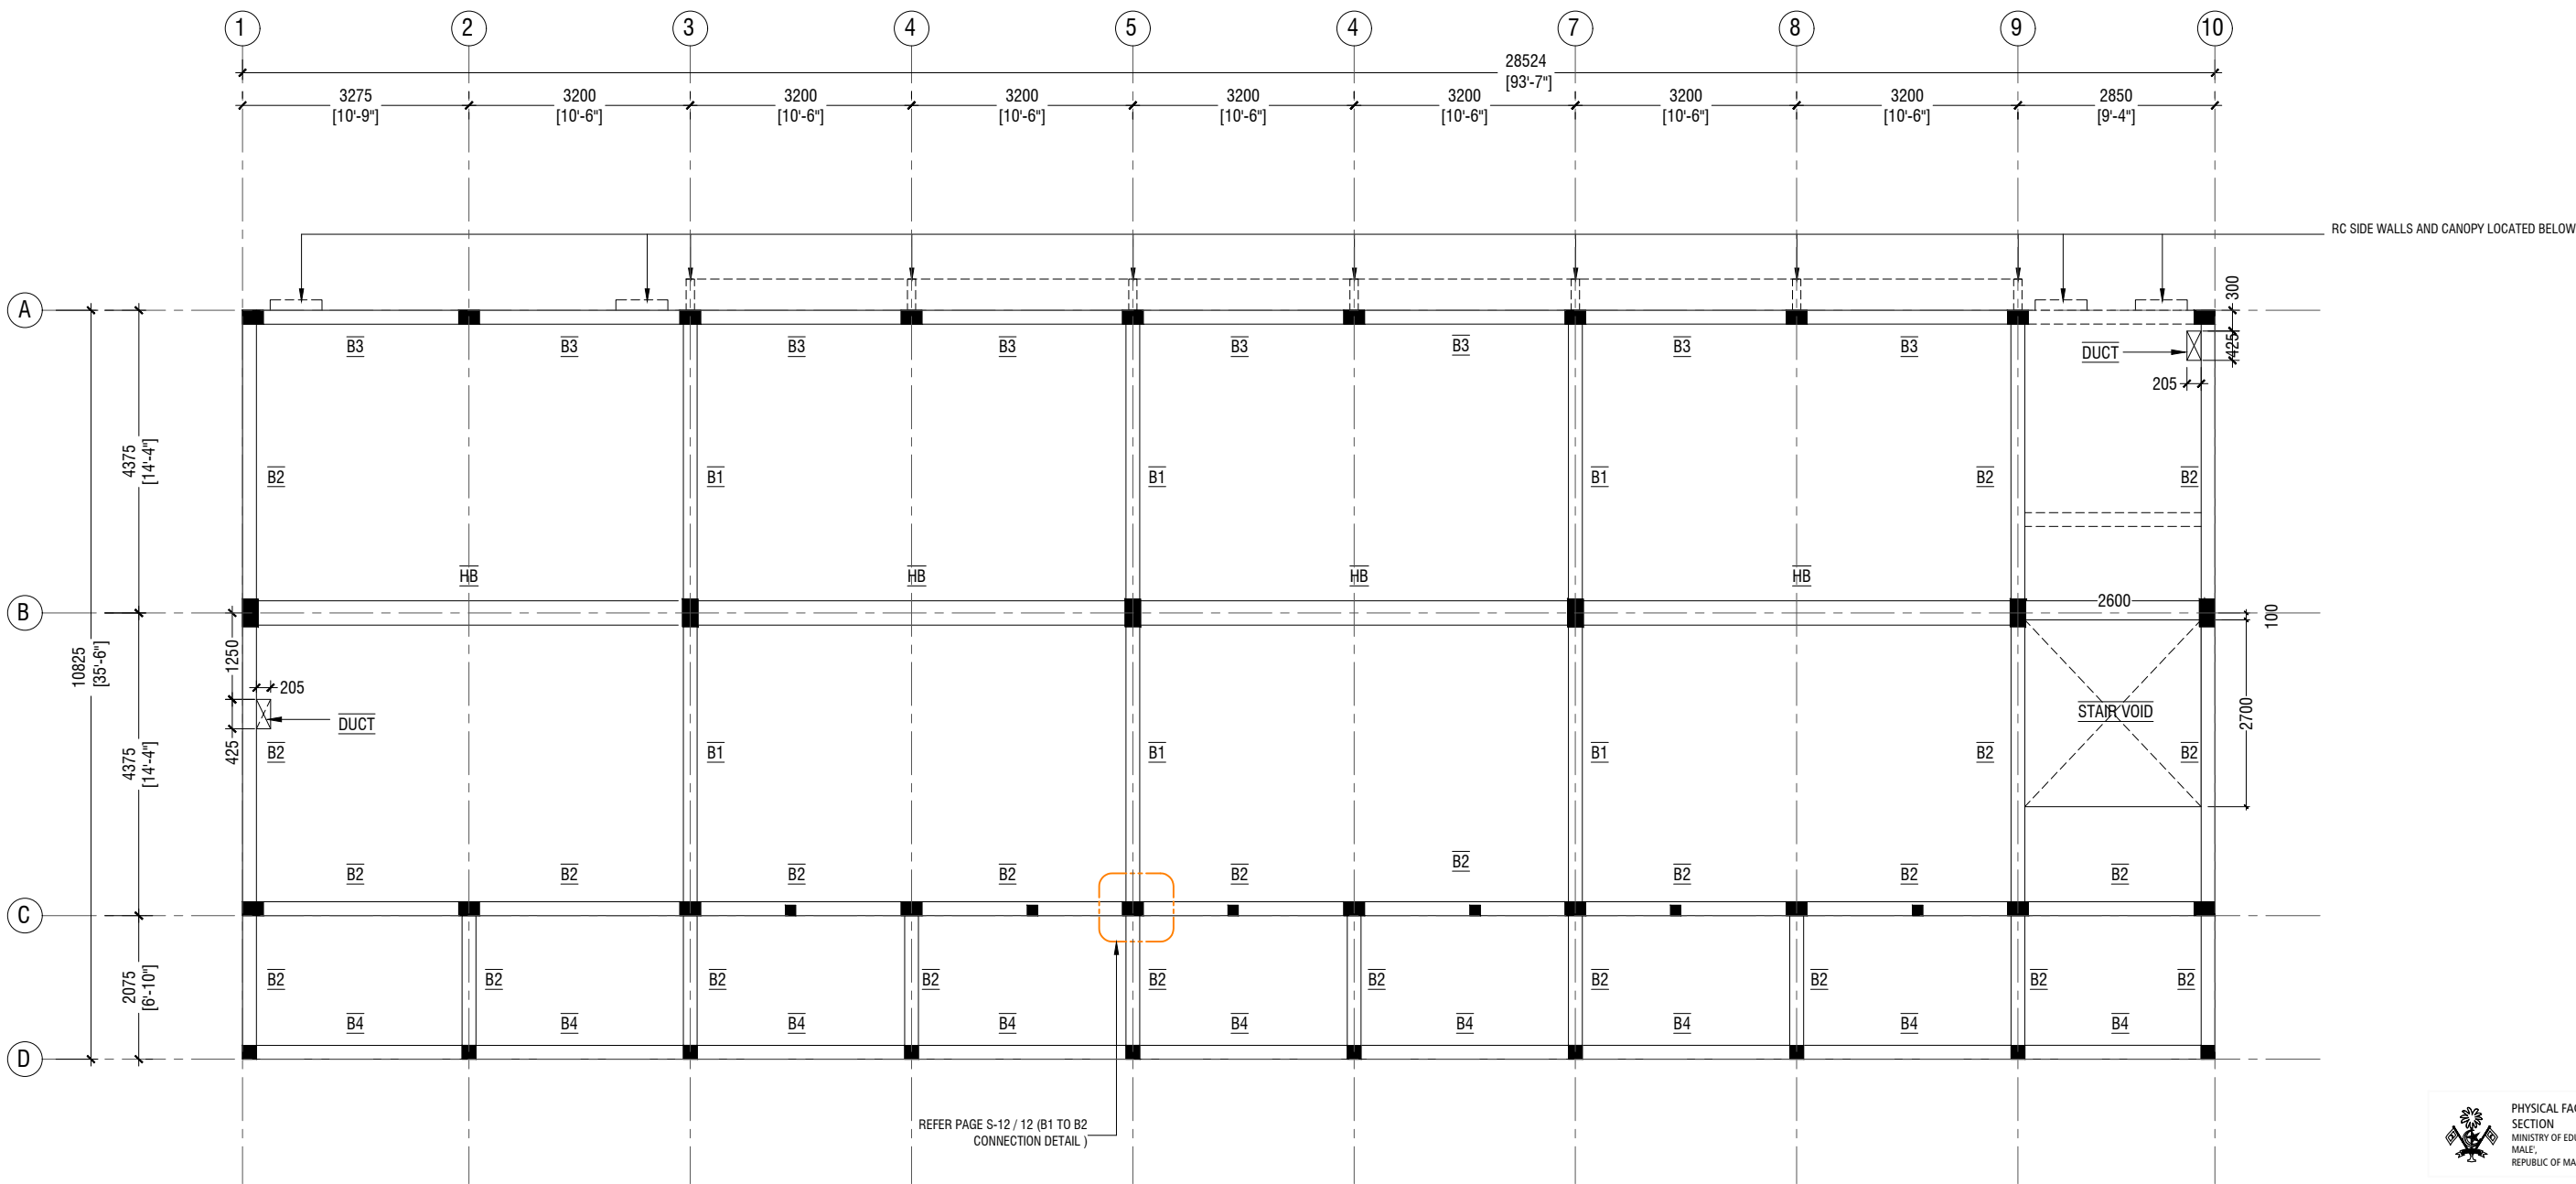 1 2 3 4 5 4 7 8 9 10
28524
[93'-7"]
3275 3200 3200 3200 3200 3200 3200 3200 2850
[10'-9"] [10'-6"] [10'-6"] [10'-6"] [10'-6"] [10'-6"] [10'-6"] [10'-6"] [9'-4"]
RC SIDE WALLS AND CANOPY LOCATED BELOW
300
A
B3 B3 B3 B3 B3 B3 B3 B3
DUCT
425
205
4375
[14'-4"]
B2 B1 B1 B1 B2 B2
HB HB HB HB
B
2600
100
10825
[35'-6"]
1250
205
DUCT
425
STAIR VOID
2700
4375
[14'-4"]
B2 B1 B1 B1 B2 B2
B2 B2 B2 B2 B2 B2 B2 B2 B2
C
2075
[6'-10"]
B2 B2 B2 B2 B2 B2 B2 B2 B2 B2
B4 B4 B4 B4 B4 B4 B4 B4 B4
D
REFER PAGE S-12 / 12 (B1 TO B2
CONNECTION DETAIL )
PHYSICAL FA
SECTION
MINISTRY OF EDU
MALE',
REPUBLIC OF MA